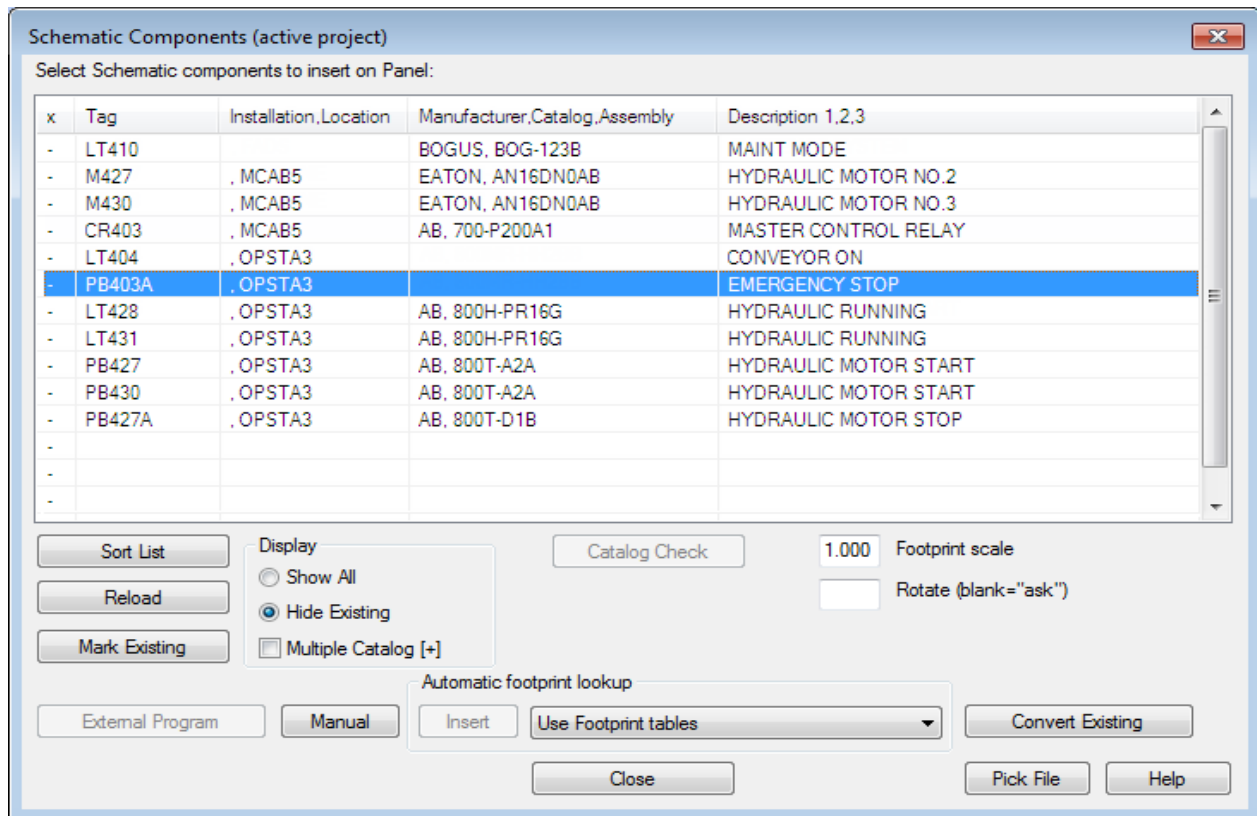 Schematic Components (active project)
Select Schematic components to insert on Panel:
x Tag Installation,Location Manufacturer,Catalog,Assembly Description 1,2,3
- LT410 BOGUS, BOG-123B MAINT MODE
- M427 , MCAB5 EATON, AN16DN0AB HYDRAULIC MOTOR NO.2
- M430 , MCAB5 EATON, AN16DN0AB HYDRAULIC MOTOR NO.3
- CR403 , MCAB5 AB, 700-P200A1 MASTER CONTROL RELAY
- LT404 , OPSTA3 CONVEYOR ON
- PB403A , OPSTA3 EMERGENCY STOP
- LT428 , OPSTA3 AB, 800H-PR16G HYDRAULIC RUNNING
- LT431 , OPSTA3 AB, 800H-PR16G HYDRAULIC RUNNING
- PB427 , OPSTA3 AB, 800T-A2A HYDRAULIC MOTOR START
- PB430 , OPSTA3 AB, 800T-A2A HYDRAULIC MOTOR START
- PB427A , OPSTA3 AB, 800T-D1B HYDRAULIC MOTOR STOP
-
-
-
Sort List Display Catalog Check 1.000 Footprint scale
Show All
Reload Rotate (blank="ask")
Hide Existing
Mark Existing Multiple Catalog [+]
Automatic footprint lookup
External Program Manual Insert Use Footprint tables Convert Existing
Close Pick File Help